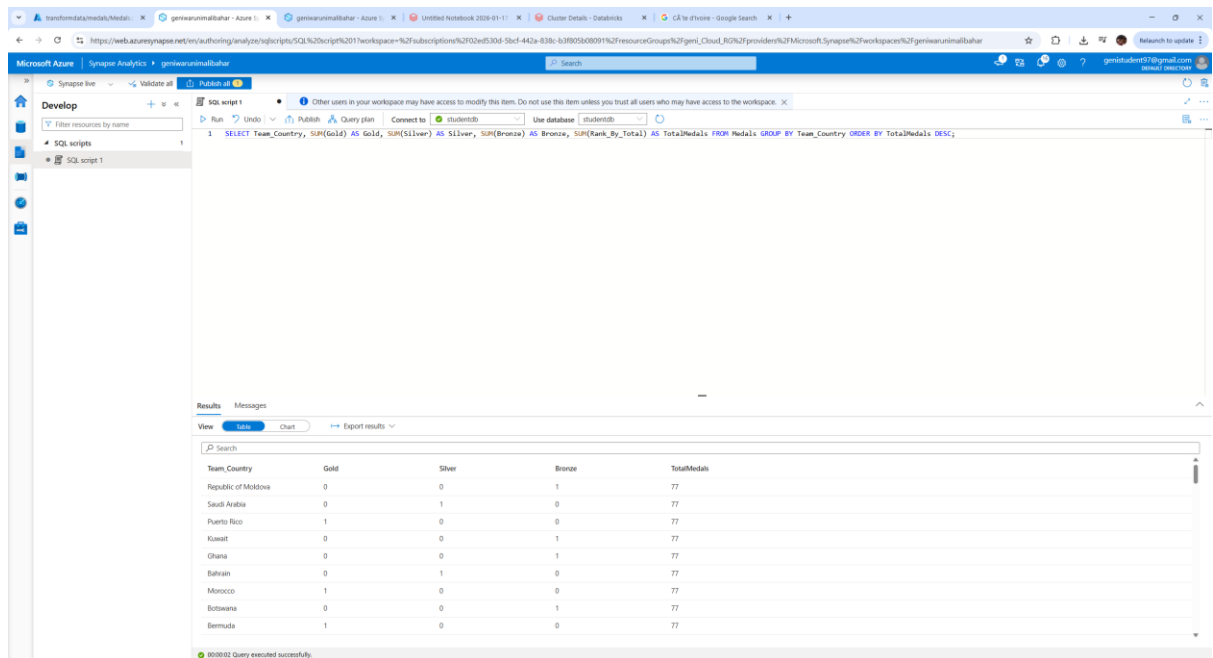 transformdata/medals/Medals
geniwarunimalibahar - Azure S
geniwarunimalibahar - Azure S
Untitled Notebook 2026-01-17
Cluster Details - Databricks
CÃ'te d'Ivoire - Google Search
https://web.azuresynapse.net/en/authoring/analyze/sqlscripts/SQL%20script%201?workspace=%2Fsubscriptions%2F02ed530d-5bcf-442a-838c-b3f805b08091%2FresourceGroups%2Fgeni_Cloud_RG%2Fproviders%2FMicrosoft.Synapse%2Fworkspaces%2Fgeniwarunimalibahar
Relaunch to update
Microsoft Azure | Synapse Analytics ▸ geniwarunimalibahar
Search
genistudent97@gmail.com
DEFAULT DIRECTORY
Synapse live
Validate all
Publish all 1
Develop
Filter resources by name
SQL scripts 1
SQL script 1
SQL script 1
Other users in your workspace may have access to modify this item. Do not use this item unless you trust all users who may have access to the workspace.
Run Undo Publish Query plan Connect to studentdb Use database studentdb
1 SELECT Team_Country, SUM(Gold) AS Gold, SUM(Silver) AS Silver, SUM(Bronze) AS Bronze, SUM(Rank_By_Total) AS TotalMedals FROM Medals GROUP BY Team_Country ORDER BY TotalMedals DESC;
Results Messages
View Table Chart Export results
Search
Team_Country Gold Silver Bronze TotalMedals
Republic of Moldova 0 0 1 77
Saudi Arabia 0 1 0 77
Puerto Rico 1 0 0 77
Kuwait 0 0 1 77
Ghana 0 0 1 77
Bahrain 0 1 0 77
Morocco 1 0 0 77
Botswana 0 0 1 77
Bermuda 1 0 0 77
00:00:02 Query executed successfully.